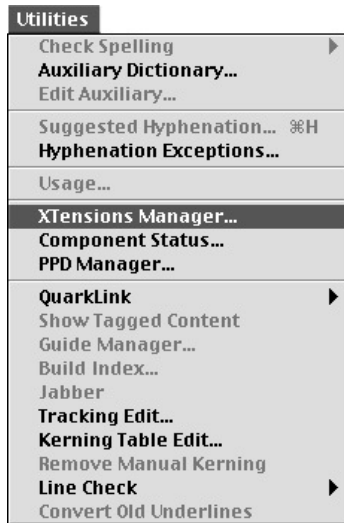 Utilities
Check Spelling
Auxiliary Dictionary...
Edit Auxiliary...
Suggested Hyphenation... ⌘H
Hyphenation Exceptions...
Usage...
XTensions Manager...
Component Status...
PPD Manager...
QuarkLink
Show Tagged Content
Guide Manager...
Build Index...
Jabber
Tracking Edit...
Kerning Table Edit...
Remove Manual Kerning
Line Check
Convert Old Underlines